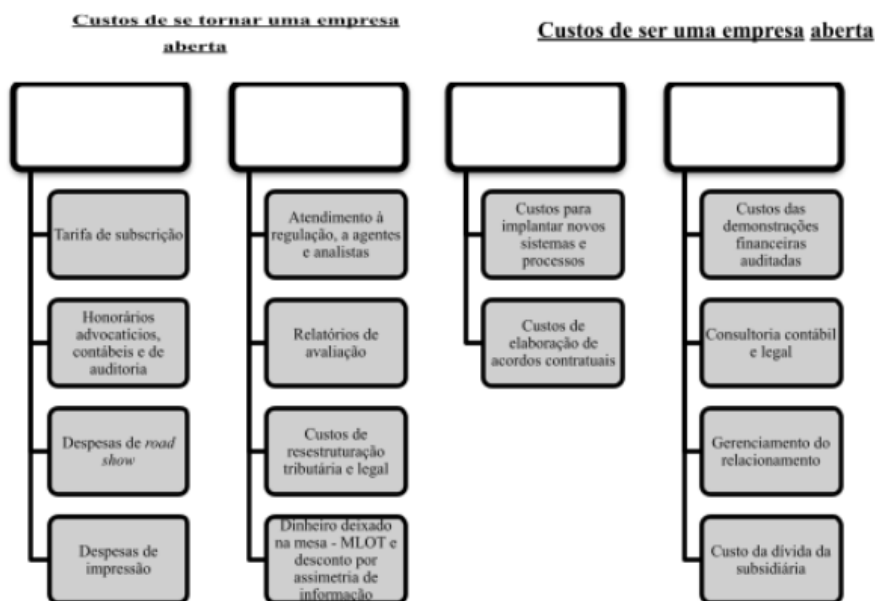 Custos de se tornar uma empresa
aberta
Custos de ser uma empresa aberta
Tarifa de subscrição
Honorários
advocatícios,
contábeis e de
auditoria
Despesas de road
show
Despesas de
impressão
Atendimento à
regulação, a agentes
e analistas
Relatórios de
avaliação
Custos de
resestruturação
tributária e legal
Dinheiro deixado
na mesa - MLOT e
desconto por
assimetria de
informação
Custos para
implantar novos
sistemas e
processos
Custos de
elaboração de
acordos contratuais
Custos das
demonstrações
financeiras
auditadas
Consultoria contábil
e legal
Gerenciamento do
relacionamento
Custo da dívida da
subsidiária